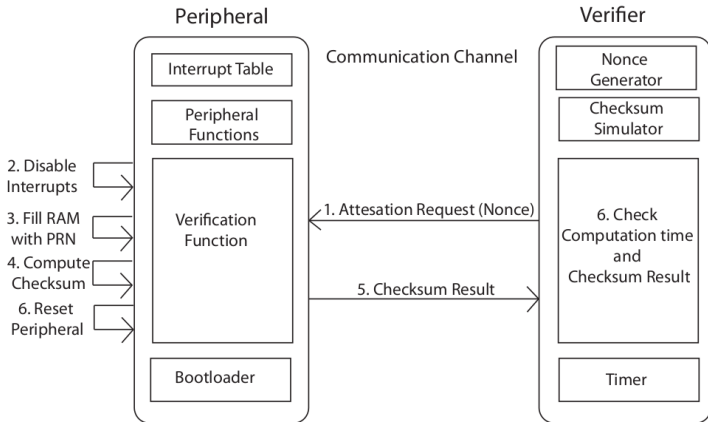 Peripheral
Verifier
Communication Channel
Interrupt Table
Nonce
Generator
Peripheral
Functions
Checksum
Simulator
2. Disable
Interrupts
3. Fill RAM
with PRN
4. Compute
Checksum
6. Reset
Peripheral
Verification
Function
1. Attesation Request (Nonce)
5. Checksum Result
6. Check
Computation time
and
Checksum Result
Bootloader
Timer